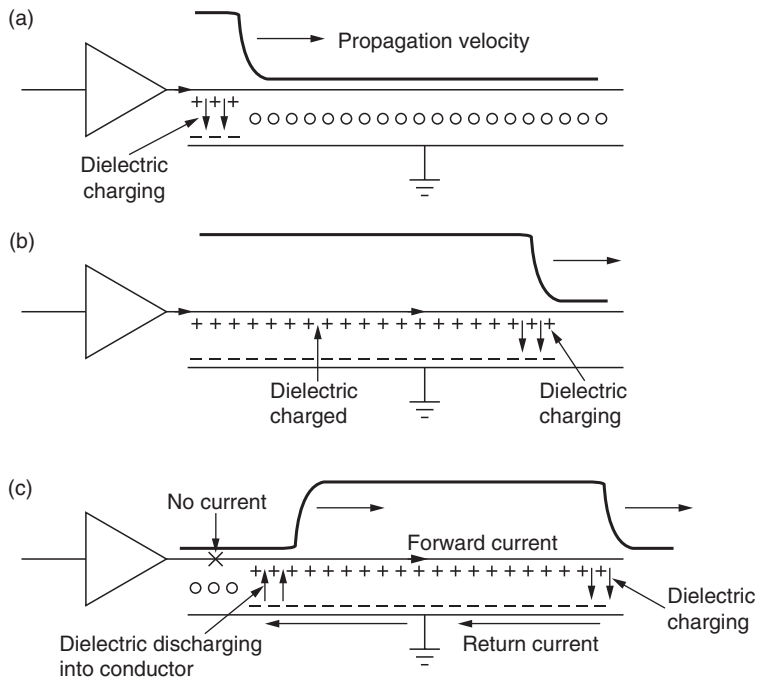 (a)
Propagation velocity
Dielectric
charging
(b)
Dielectric
charged
Dielectric
charging
(c)
No current
Forward current
Dielectric
charging
Dielectric discharging
into conductor
Return current